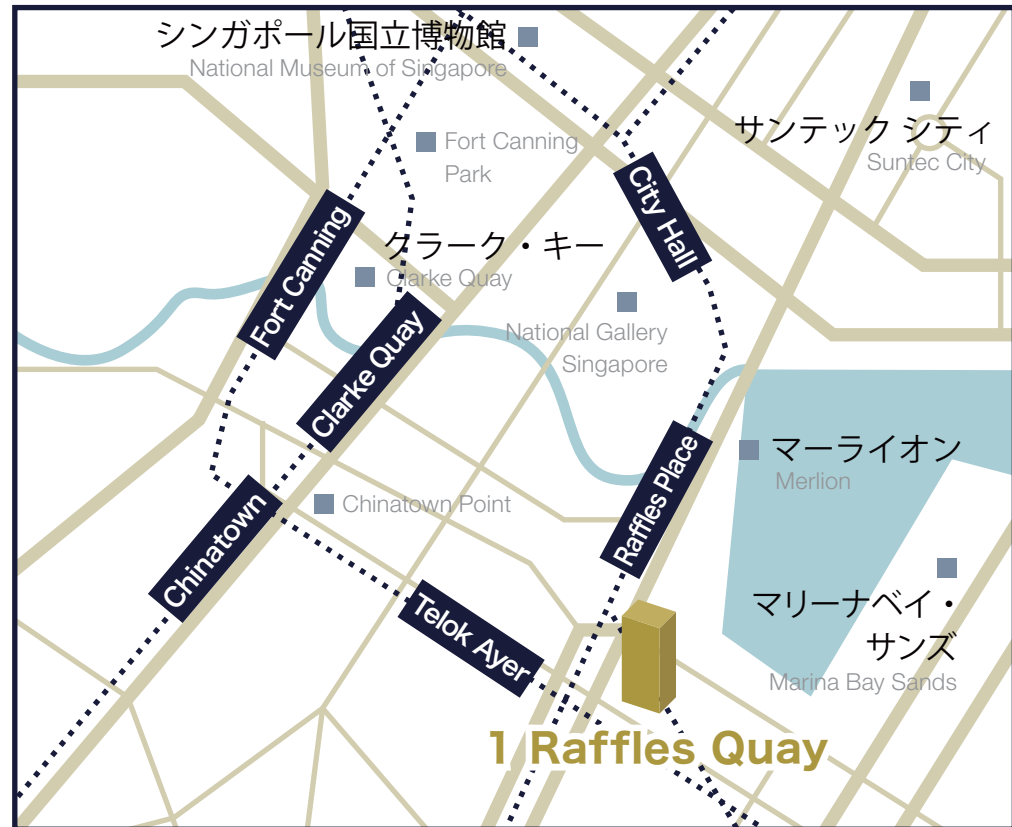 シンガポール国立博物館
National Museum of Singapore
サンテック シティ
Suntec City
Fort Canning
Park
City Hall
Fort Canning
クラーク・キー
Clarke Quay
National Gallery
Singapore
Clarke Quay
マーライオン
Merlion
Raffles Place
Chinatown Point
Chinatown
マリーナベイ・
サンズ
Marina Bay Sands
Telok Ayer
1 Raffles Quay